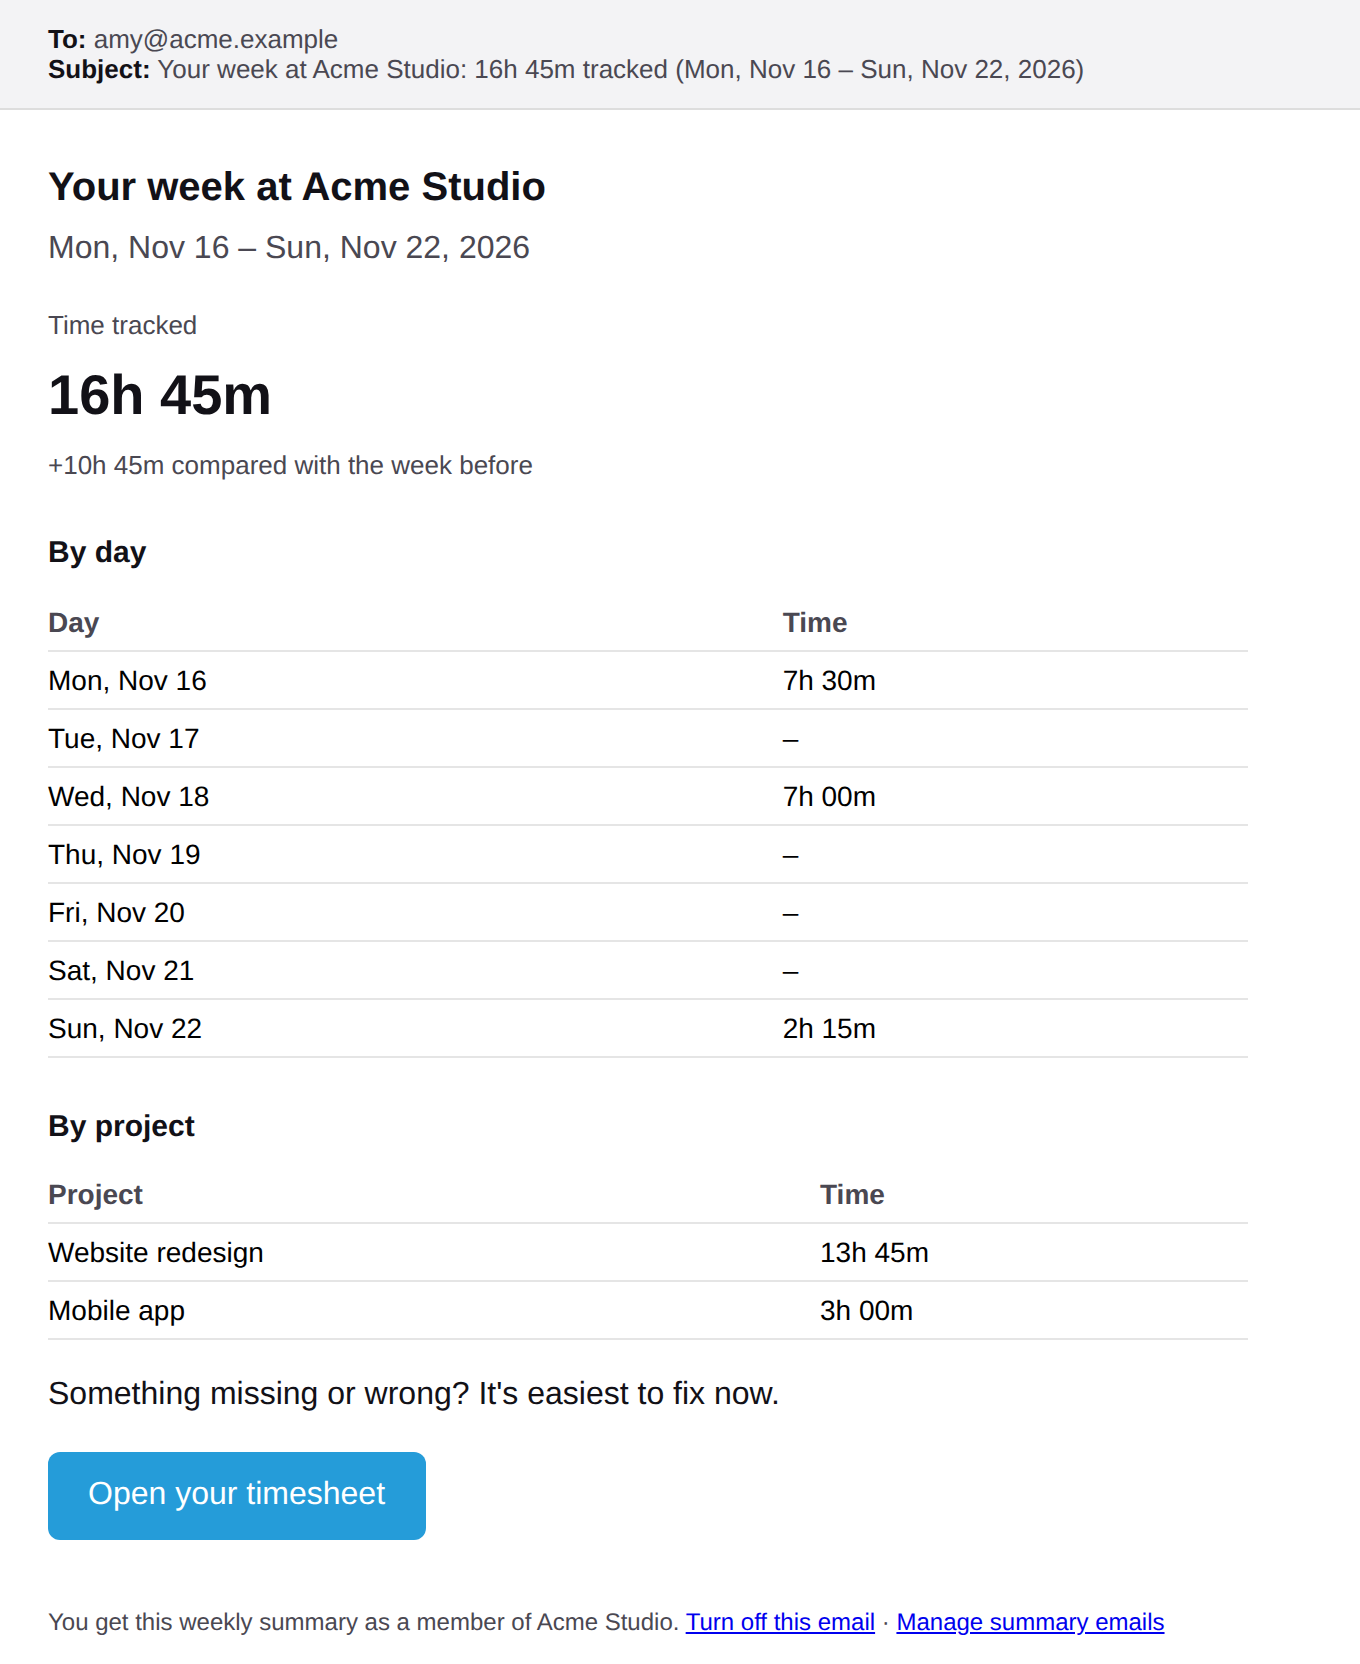 To: amy@acme.example
Subject: Your week at Acme Studio: 16h 45m tracked (Mon, Nov 16 – Sun, Nov 22, 2026)
Your week at Acme Studio
Mon, Nov 16 – Sun, Nov 22, 2026
Time tracked
16h 45m
+10h 45m compared with the week before
By day
Day Time
Mon, Nov 16 7h 30m
Tue, Nov 17 –
Wed, Nov 18 7h 00m
Thu, Nov 19 –
Fri, Nov 20 –
Sat, Nov 21 –
Sun, Nov 22 2h 15m
By project
Project Time
Website redesign 13h 45m
Mobile app 3h 00m
Something missing or wrong? It's easiest to fix now.
Open your timesheet
You get this weekly summary as a member of Acme Studio. Turn off this email · Manage summary emails